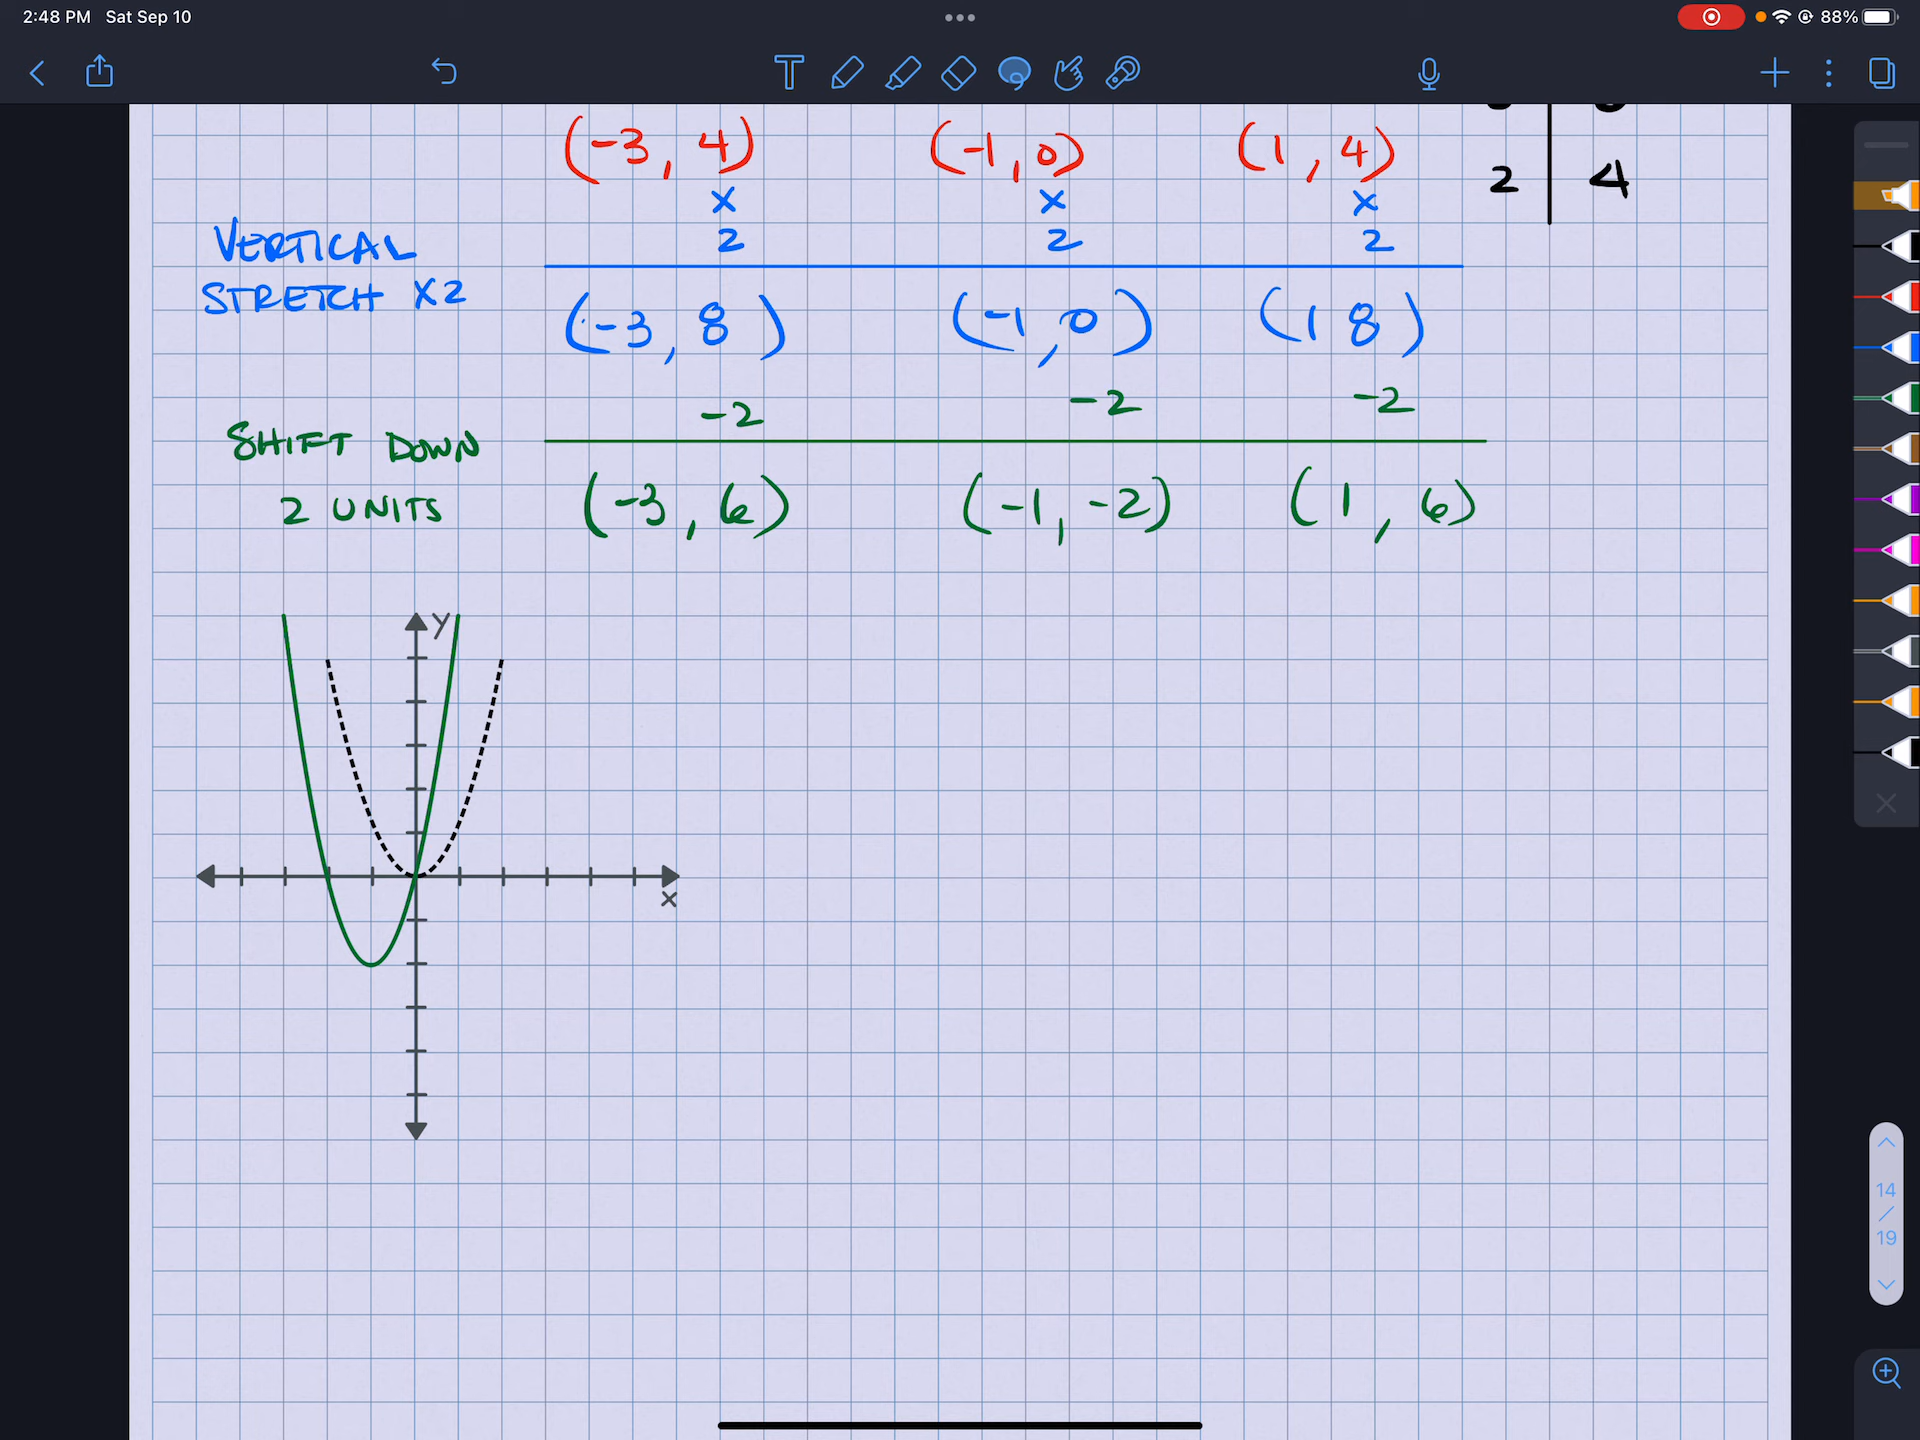 2:48 PM Sat Sep 10
88%
(-3, 4) (-1, 0) (1, 4)
2 4
x x x
2 2 2
VERTICAL
STRETCH X2
(-3, 8) (-1, 0) (1 8)
-2 -2 -2
SHIFT DOWN
2 UNITS
(-3, 6) (-1, -2) (1, 6)
y
x
14
/
19